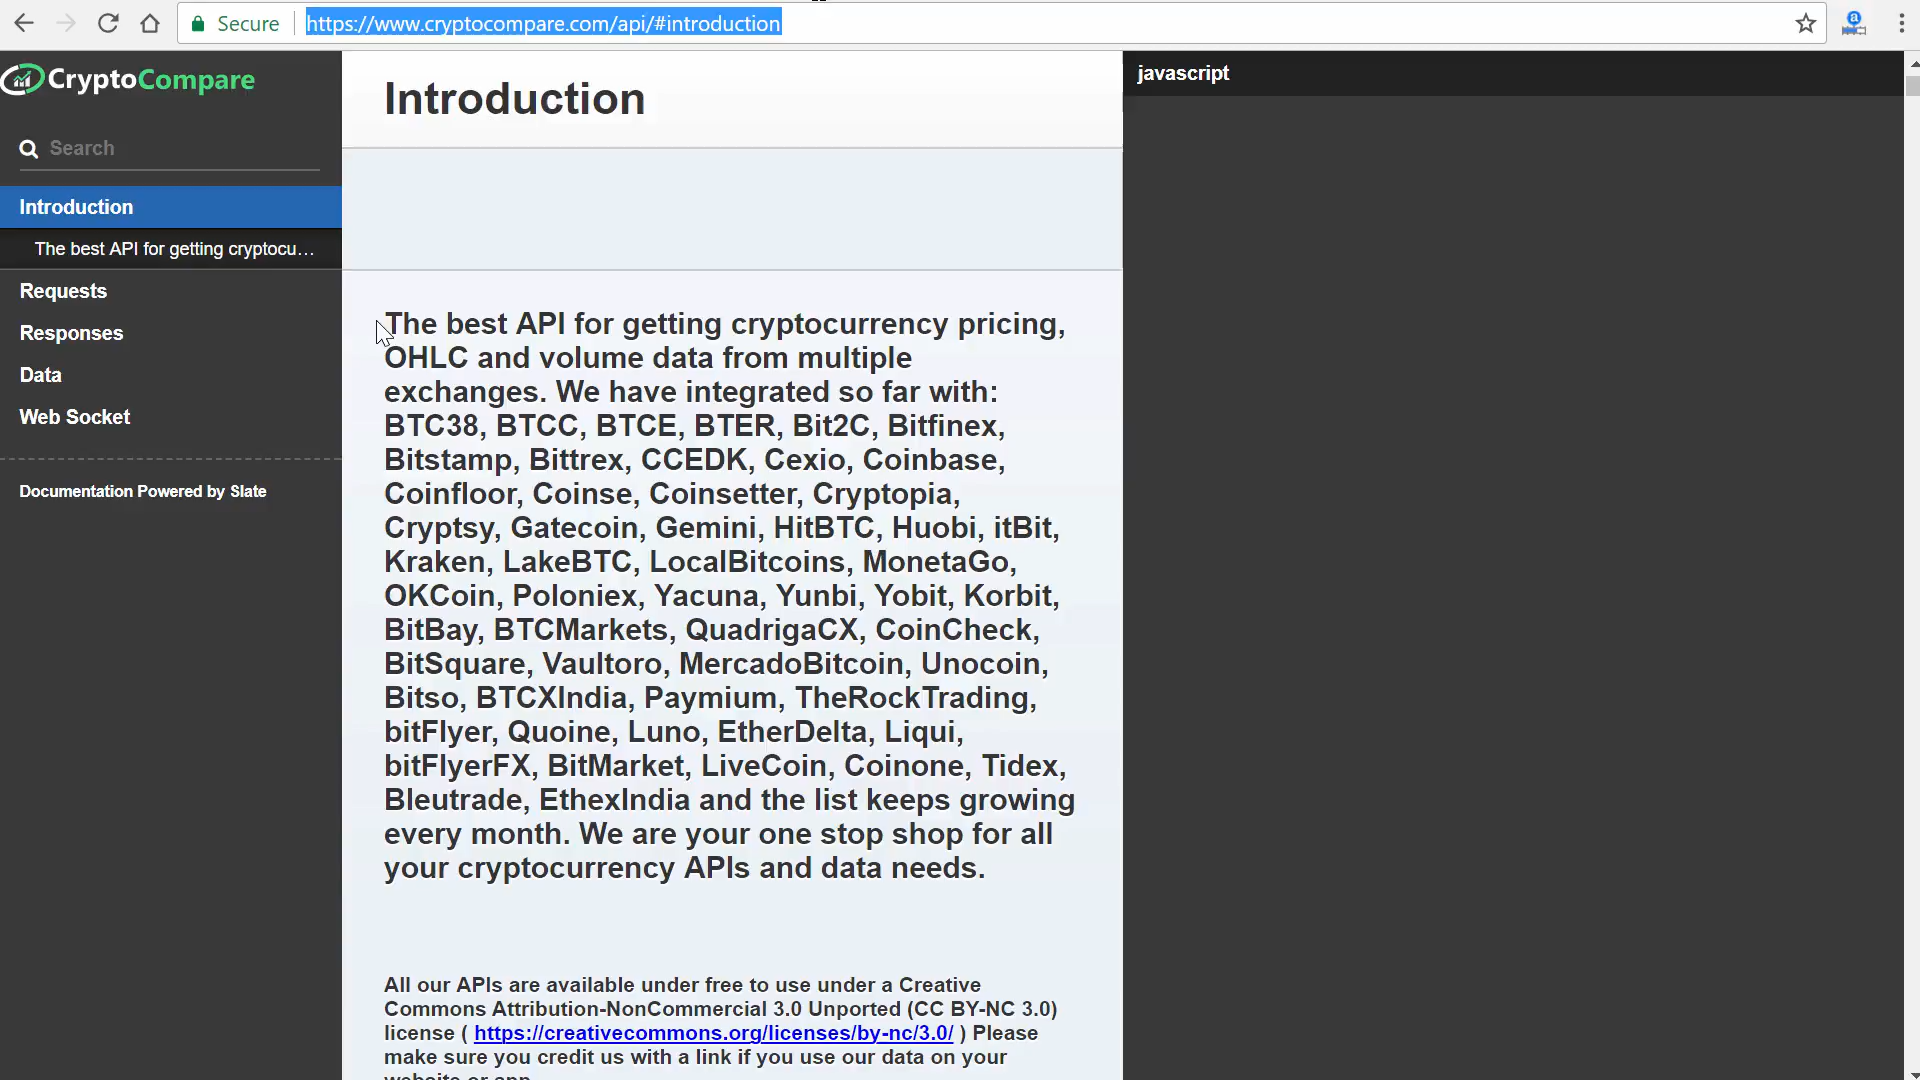 Secure
https://www.cryptocompare.com/api/#introduction
CryptoCompare
Search
Introduction
The best API for getting cryptocu…
Requests
Responses
Data
Web Socket
Documentation Powered by Slate
Introduction
The best API for getting cryptocurrency pricing,
OHLC and volume data from multiple
exchanges. We have integrated so far with:
BTC38, BTCC, BTCE, BTER, Bit2C, Bitfinex,
Bitstamp, Bittrex, CCEDK, Cexio, Coinbase,
Coinfloor, Coinse, Coinsetter, Cryptopia,
Cryptsy, Gatecoin, Gemini, HitBTC, Huobi, itBit,
Kraken, LakeBTC, LocalBitcoins, MonetaGo,
OKCoin, Poloniex, Yacuna, Yunbi, Yobit, Korbit,
BitBay, BTCMarkets, QuadrigaCX, CoinCheck,
BitSquare, Vaultoro, MercadoBitcoin, Unocoin,
Bitso, BTCXIndia, Paymium, TheRockTrading,
bitFlyer, Quoine, Luno, EtherDelta, Liqui,
bitFlyerFX, BitMarket, LiveCoin, Coinone, Tidex,
Bleutrade, EthexIndia and the list keeps growing
every month. We are your one stop shop for all
your cryptocurrency APIs and data needs.
All our APIs are available under free to use under a Creative
Commons Attribution-NonCommercial 3.0 Unported (CC BY-NC 3.0)
license ( https://creativecommons.org/licenses/by-nc/3.0/ ) Please
make sure you credit us with a link if you use our data on your
website or app
javascript